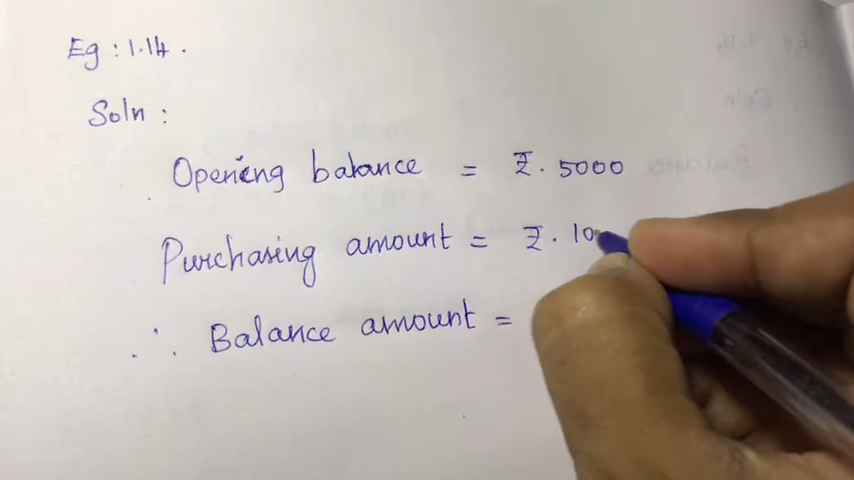 Eg : 1.14 .
Soln :
Opening balance = ₹. 5000
Purchasing amount = ₹. 10
∴ Balance amount =